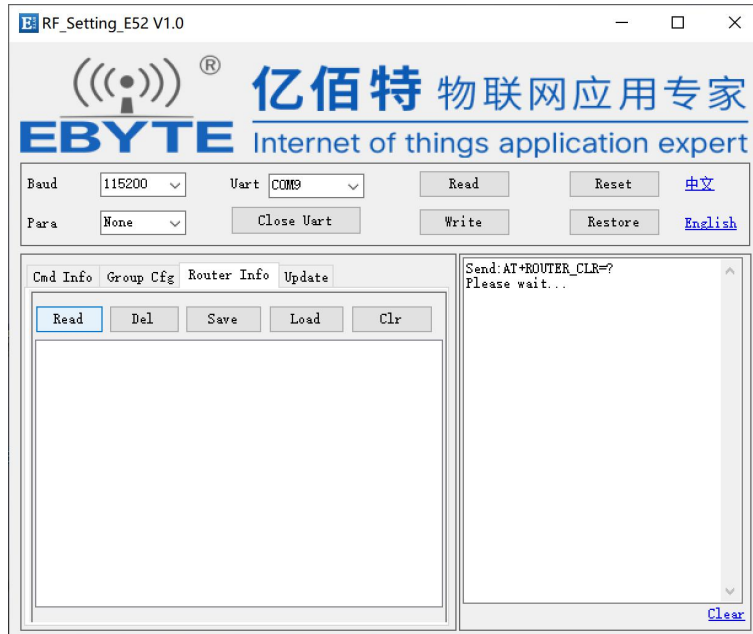 RF_Setting_E52 V1.0
®
EBYTE
亿佰特 物联网应用专家
Internet of things application expert
Baud 115200 Uart COM9 Read Reset 中文
Para None Close Uart Write Restore English
Cmd Info Group Cfg Router Info Update
Read Del Save Load Clr
Send:AT+ROUTER_CLR=?
Please wait...
Clear